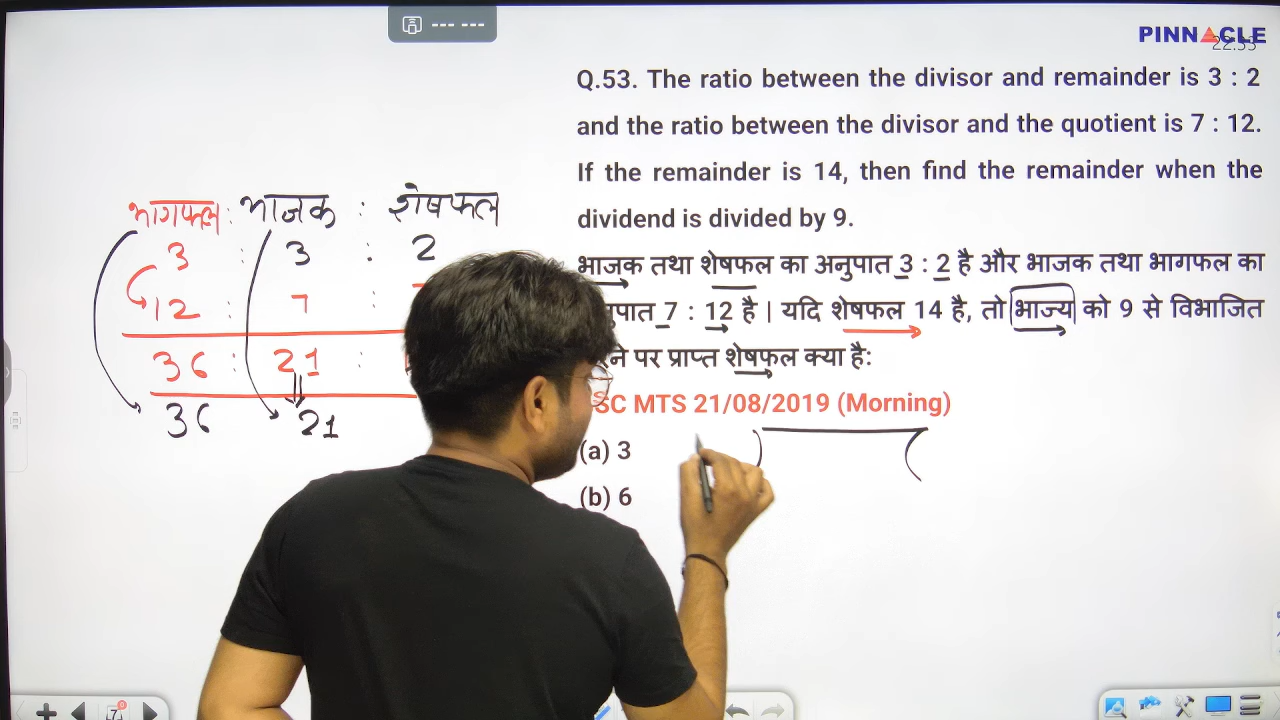 PINNACLE
22:33
Q.53. The ratio between the divisor and remainder is 3 : 2
and the ratio between the divisor and the quotient is 7 : 12.
If the remainder is 14, then find the remainder when the
dividend is divided by 9.
भाजक तथा शेषफल का अनुपात 3 : 2 है और भाजक तथा भागफल का
7 : 12 है | यदि शेषफल 14 है, तो भाज्य को 9 से विभाजित
पर प्राप्त शेषफल क्या है:
MTS 21/08/2019 (Morning)
(a) 3
(b) 6
भागफल : भाजक : शेषफल
3 : 3 : 2
12 7 :
36 : 21 :
36 21